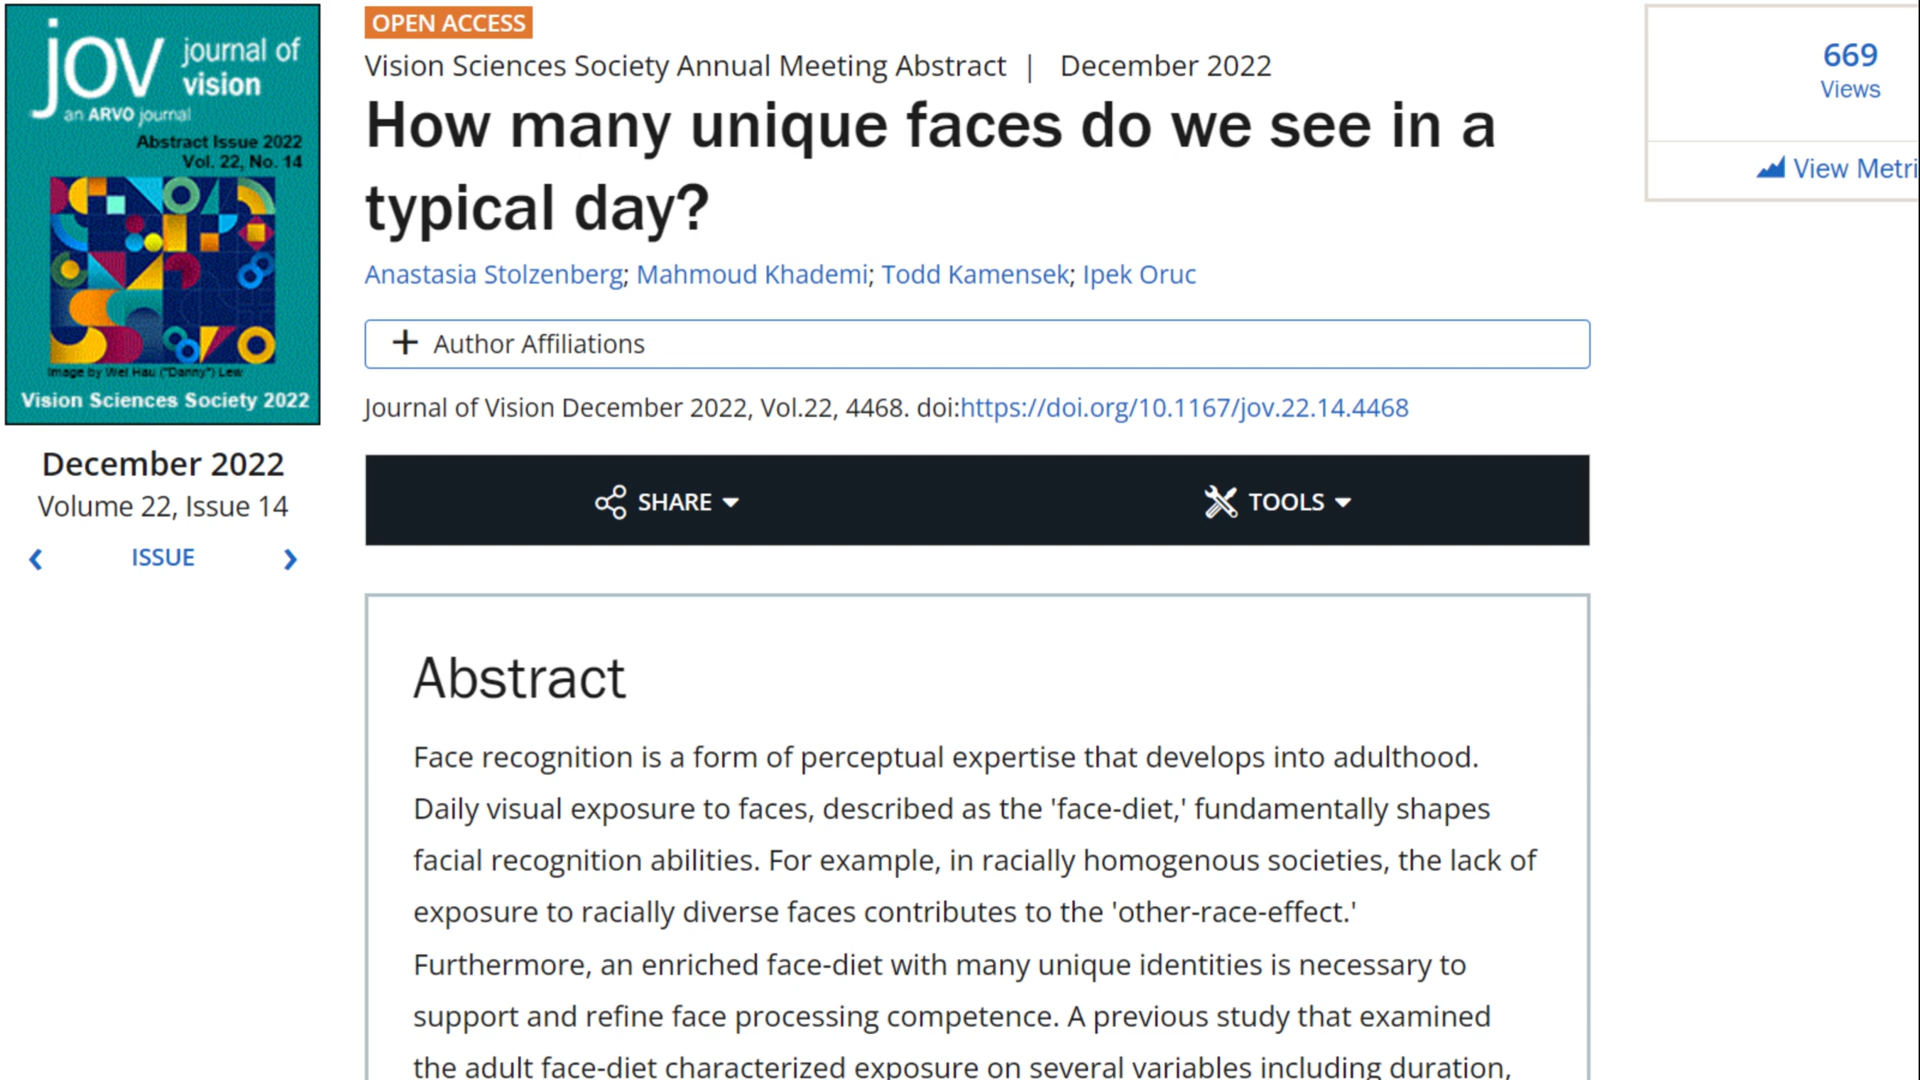 jov journal of
vision
an ARVO journal
Abstract Issue 2022
Vol. 22, No. 14
Image by Wei Hau ("Danny") Lew
Vision Sciences Society 2022
December 2022
Volume 22, Issue 14
ISSUE
OPEN ACCESS
Vision Sciences Society Annual Meeting Abstract | December 2022
How many unique faces do we see in a
typical day?
Anastasia Stolzenberg; Mahmoud Khademi; Todd Kamensek; Ipek Oruc
+ Author Affiliations
Journal of Vision December 2022, Vol.22, 4468. doi:https://doi.org/10.1167/jov.22.14.4468
SHARE
TOOLS
Abstract
Face recognition is a form of perceptual expertise that develops into adulthood.
Daily visual exposure to faces, described as the 'face-diet,' fundamentally shapes
facial recognition abilities. For example, in racially homogenous societies, the lack of
exposure to racially diverse faces contributes to the 'other-race-effect.'
Furthermore, an enriched face-diet with many unique identities is necessary to
support and refine face processing competence. A previous study that examined
the adult face-diet characterized exposure on several variables including duration,
669
Views
View Metri